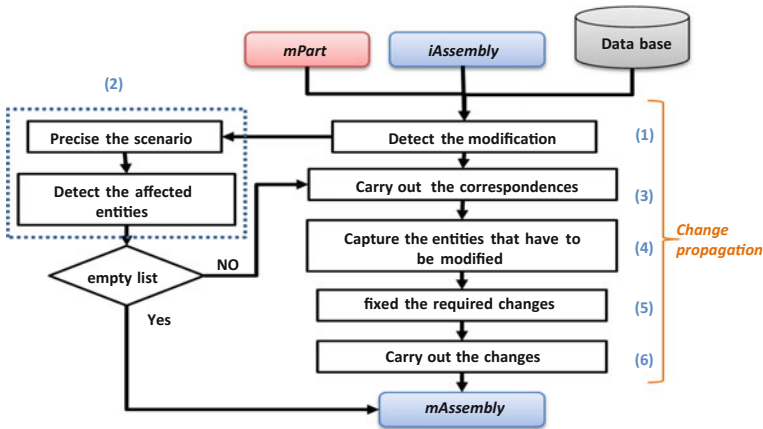 mPart
iAssembly
Data base
(2)
Precise the scenario
Detect the modification
(1)
Detect the affected
entities
Carry out the correspondences
(3)
Capture the entities that have to
be modified
(4)
Change
propagation
empty list
NO
fixed the required changes
(5)
Yes
Carry out the changes
(6)
mAssembly